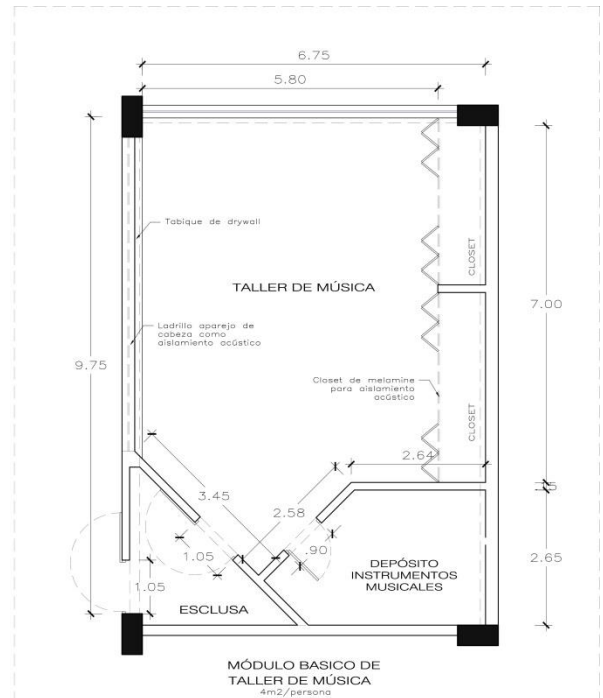 6.75
5.80
Tabique de drywall
CLOSET
TALLER DE MÚSICA
7.00
Ladrillo aparejo de
cabeza como
aislamiento acústico
9.75
Closet de melamine
para aislamiento
acústico
CLOSET
2.64
3.45
2.58
1.05
.90
2.65
DEPÓSITO
INSTRUMENTOS
MUSICALES
1.05
ESCLUSA
MÓDULO BASICO DE
TALLER DE MÚSICA
4m2/persona